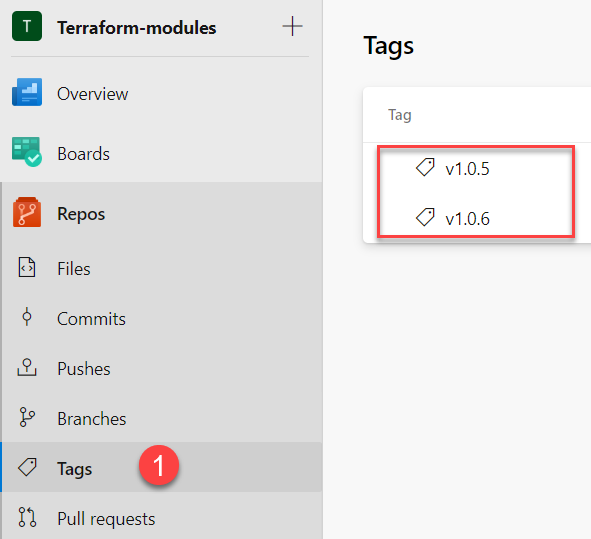 T Terraform-modules
Overview
Boards
Repos
Files
Commits
Pushes
Branches
Tags 1
Pull requests
Tags
Tag
v1.0.5
v1.0.6